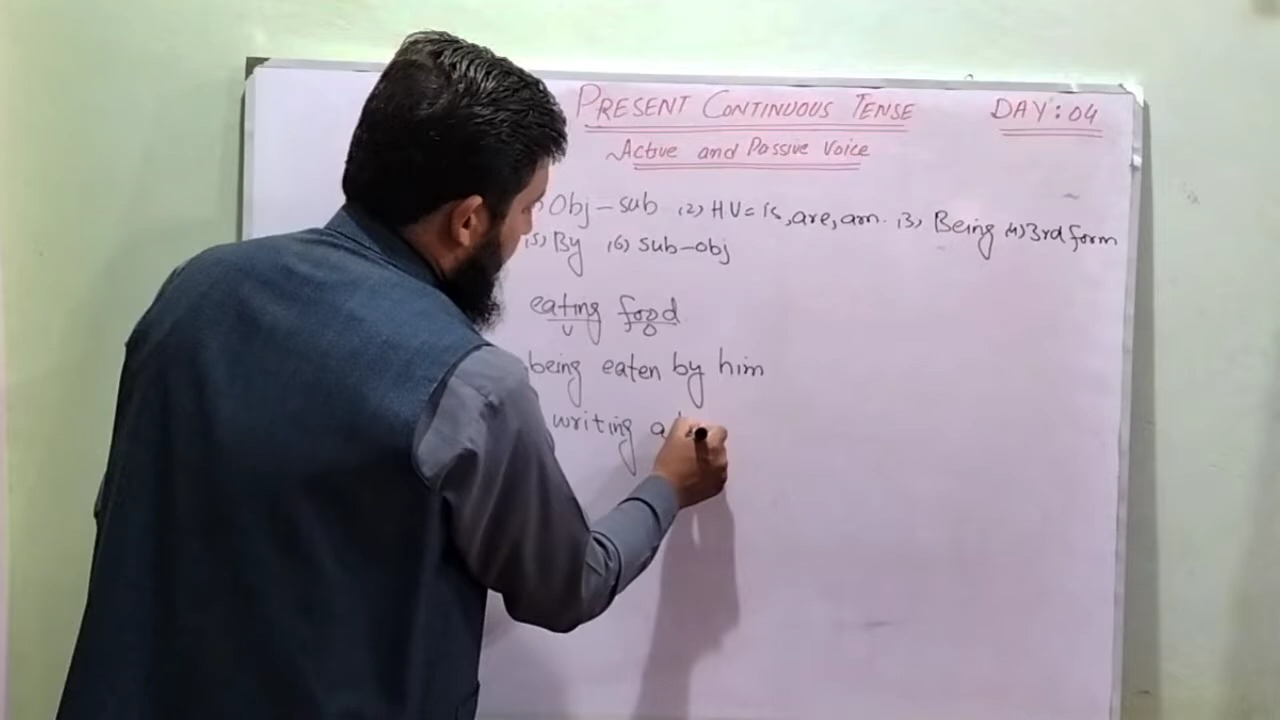 PRESENT CONTINUOUS TENSE DAY: 04
Active and Passive Voice
Obj-sub (2) HV = is, are, am. (3) Being (4) 3rd form
(5) By (6) Sub-obj
eating food
V O
being eaten by him
writing a